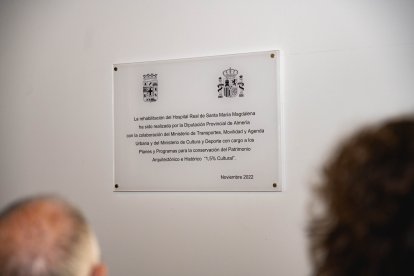 La rehabilitación del Hospital Real de Santa María Magdalena
ha sido realizada por la Diputación Provincial de Almería
con la colaboración del Ministerio de Transportes, Movilidad y Agenda
Urbana y del Ministerio de Cultura y Deporte con cargo a los
Planes y Programas para la conservación del Patrimonio
Arquitectónico e Histórico "1,5% Cultural".
Noviembre 2022